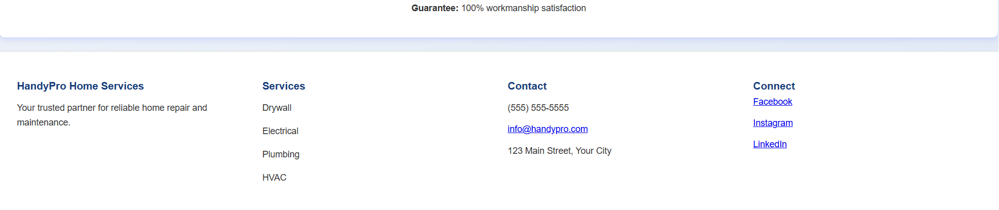 Guarantee: 100% workmanship satisfaction
HandyPro Home Services
Your trusted partner for reliable home repair and
maintenance.
Services
Drywall
Electrical
Plumbing
HVAC
Contact
(555) 555-5555
info@handypro.com
123 Main Street, Your City
Connect
Facebook
Instagram
LinkedIn